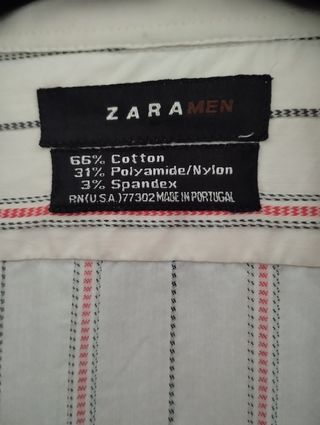 ZARAMEN
66% Cotton
31% Polyamide/Nylon
3% Spandex
RN(U.S.A.)77302 MADE IN PORTUGAL